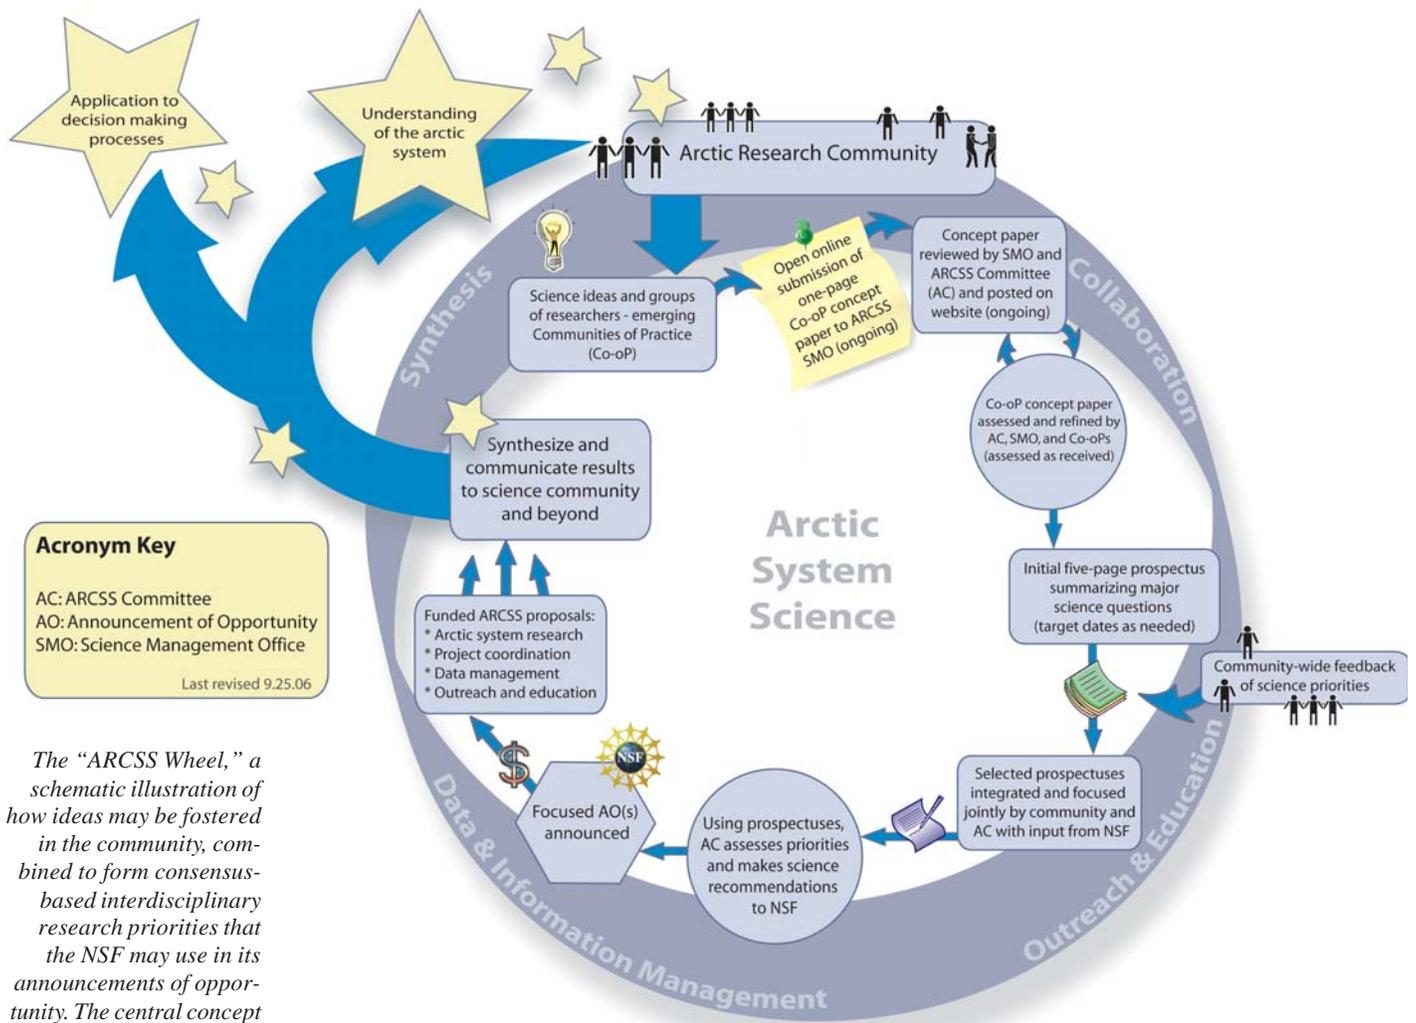 Application to
decision making
processes
Understanding
of the arctic
system
Arctic Research Community
Science ideas and groups
of researchers - emerging
Communities of Practice
(Co-oP)
Open online
submission of
one-page
Co-oP concept
paper to ARCSS
SMO (ongoing)
Concept paper
reviewed by SMO and
ARCSS Committee
(AC) and posted on
website (ongoing)
Synthesis
Collaboration
Co-oP concept paper
assessed and refined by
AC, SMO, and Co-oPs
(assessed as received)
Synthesize and
communicate results
to science community
and beyond
Arctic
System
Science
Initial five-page prospectus
summarizing major
science questions
(target dates as needed)
Acronym Key
AC: ARCSS Committee
AO: Announcement of Opportunity
SMO: Science Management Office
Last revised 9.25.06
Funded ARCSS proposals:
* Arctic system research
* Project coordination
* Data management
* Outreach and education
Community-wide feedback
of science priorities
$
NSF
Focused AO(s)
announced
Using prospectuses,
AC assesses priorities
and makes science
recommendations
to NSF
Selected prospectuses
integrated and focused
jointly by community and
AC with input from NSF
Data & Information Management
Outreach & Education
The “ARCSS Wheel,” a
schematic illustration of
how ideas may be fostered
in the community, com-
bined to form consensus-
based interdisciplinary
research priorities that
the NSF may use in its
announcements of oppor-
tunity. The central concept